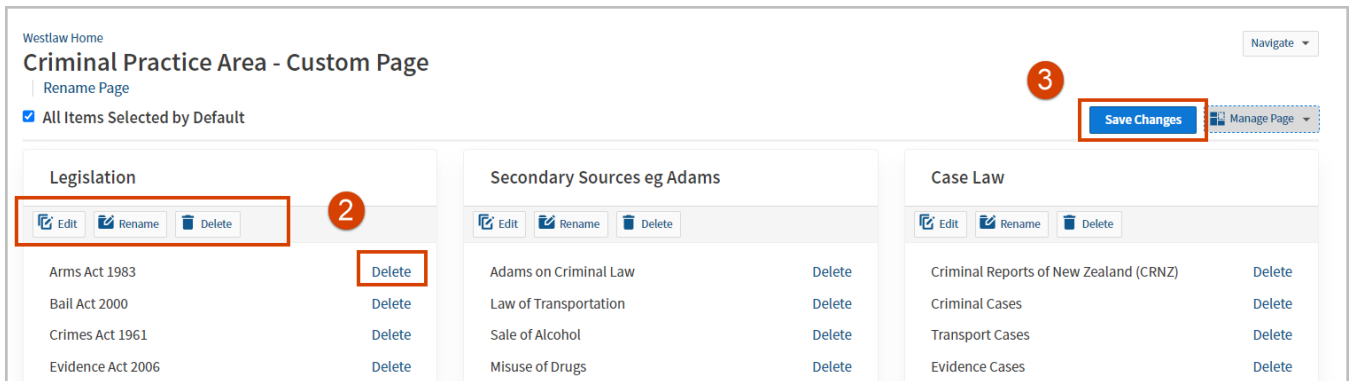 Westlaw Home
Navigate
Criminal Practice Area - Custom Page
Rename Page
3
All Items Selected by Default
Save Changes
Manage Page
Legislation
Edit Rename Delete
2
Arms Act 1983 Delete
Bail Act 2000 Delete
Crimes Act 1961 Delete
Evidence Act 2006 Delete
Secondary Sources eg Adams
Edit Rename Delete
Adams on Criminal Law Delete
Law of Transportation Delete
Sale of Alcohol Delete
Misuse of Drugs Delete
Case Law
Edit Rename Delete
Criminal Reports of New Zealand (CRNZ) Delete
Criminal Cases Delete
Transport Cases Delete
Evidence Cases Delete